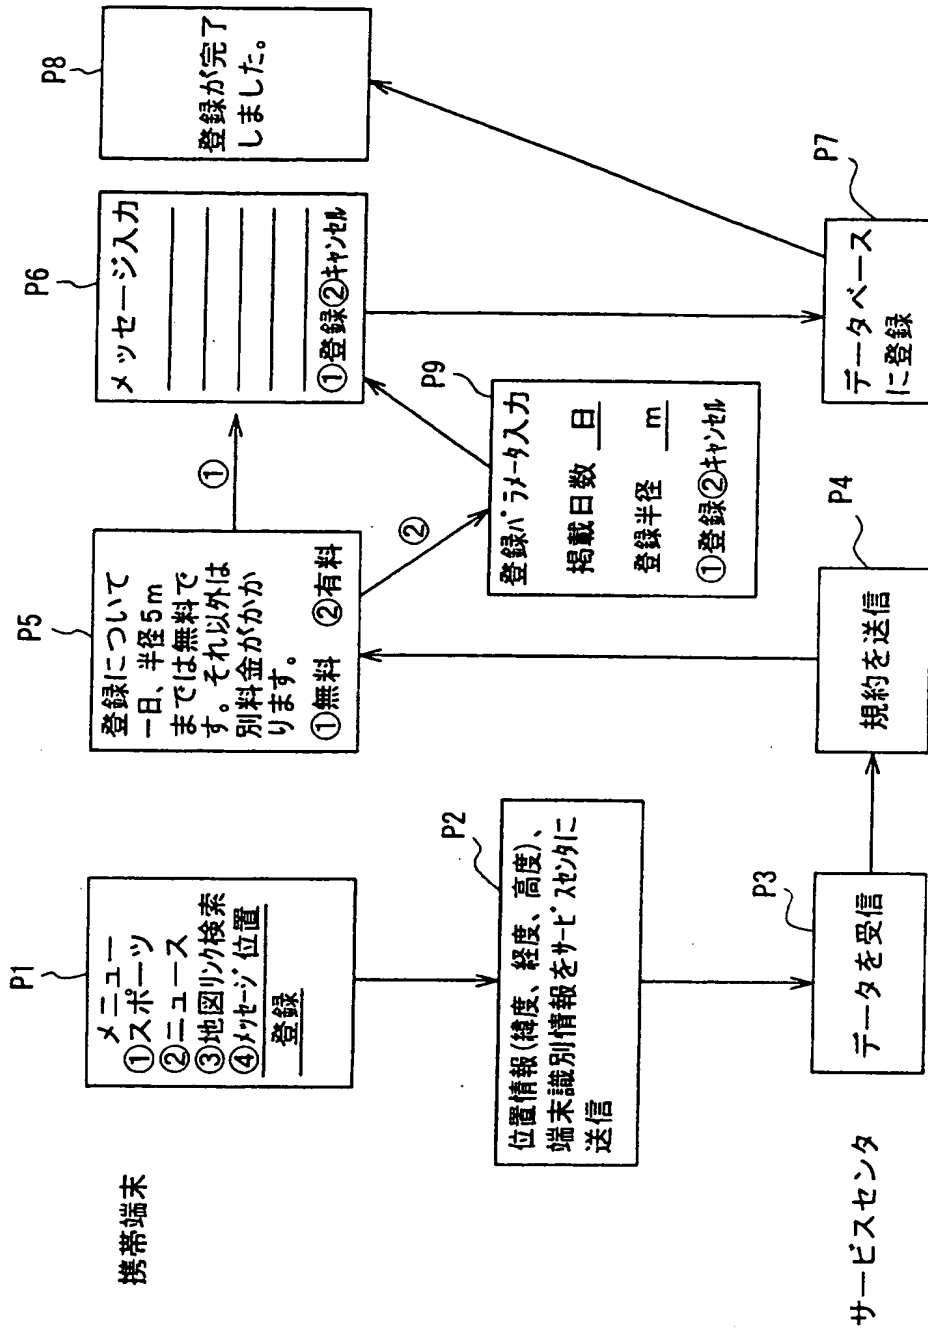 携帯端末
P1
メニュー
①スポーツ
②ニュース
③地図リンク検索
④メッセージ位置
登録
P2
位置情報(緯度、経度、高度)、
端末識別情報をサービスセンタに
送信
サービスセンタ
P3
データを受信
P4
規約を送信
P5
登録について
一日、半径5m
までは無料で
す。それ以外は
別料金がかか
ります。
①無料 ②有料
①
②
P9
登録パラメータ入力
掲載日数 日
登録半径 m
①登録②キャンセル
P6
メッセージ入力
①登録②キャンセル
P7
データベース
に登録
P8
登録が完了
しました。